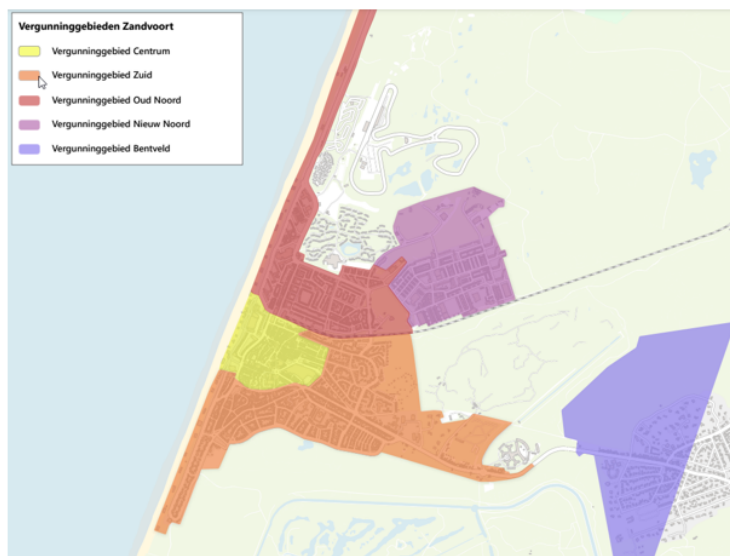 Vergunninggebieden Zandvoort
Vergunninggebied Centrum
Vergunninggebied Zuid
Vergunninggebied Oud Noord
Vergunninggebied Nieuw Noord
Vergunninggebied Bentveld